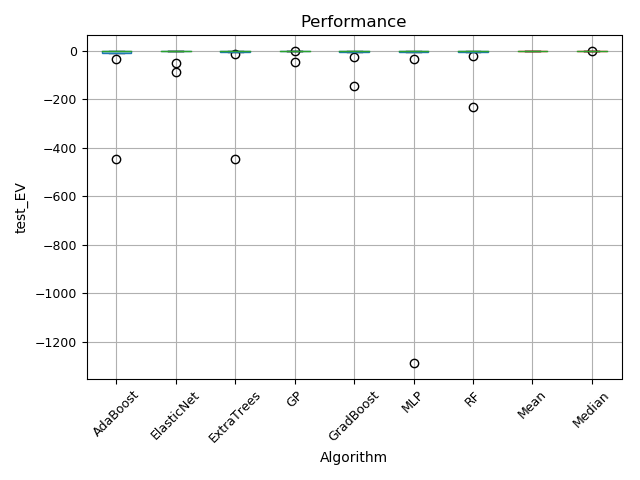 Performance
test_EV
0
−200
−400
−600
−800
−1000
−1200
AdaBoost
ElasticNet
ExtraTrees
GP
GradBoost
MLP
RF
Mean
Median
Algorithm